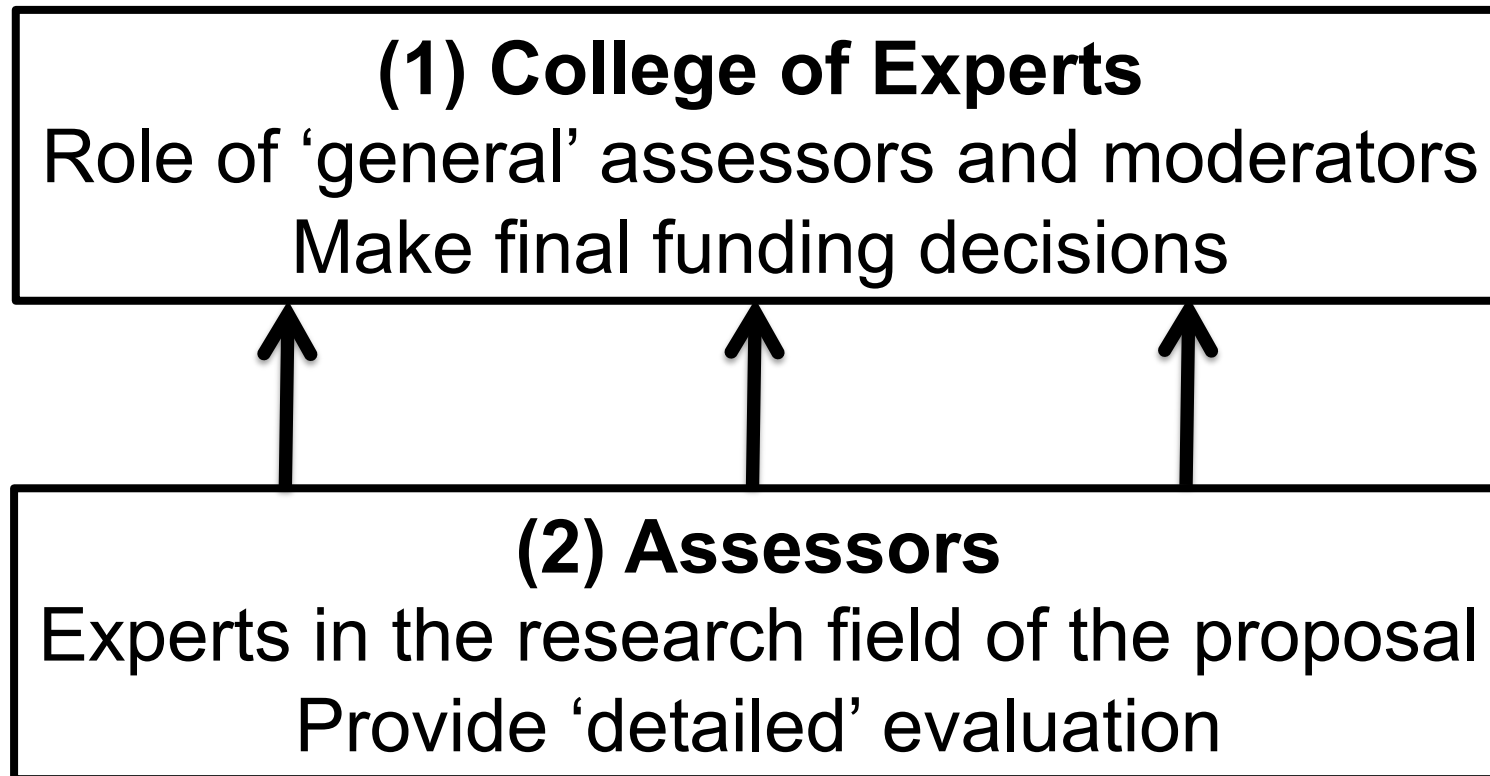 (1) College of Experts
Role of ‘general’ assessors and moderators
Make final funding decisions
(2) Assessors
Experts in the research field of the proposal
Provide ‘detailed’ evaluation